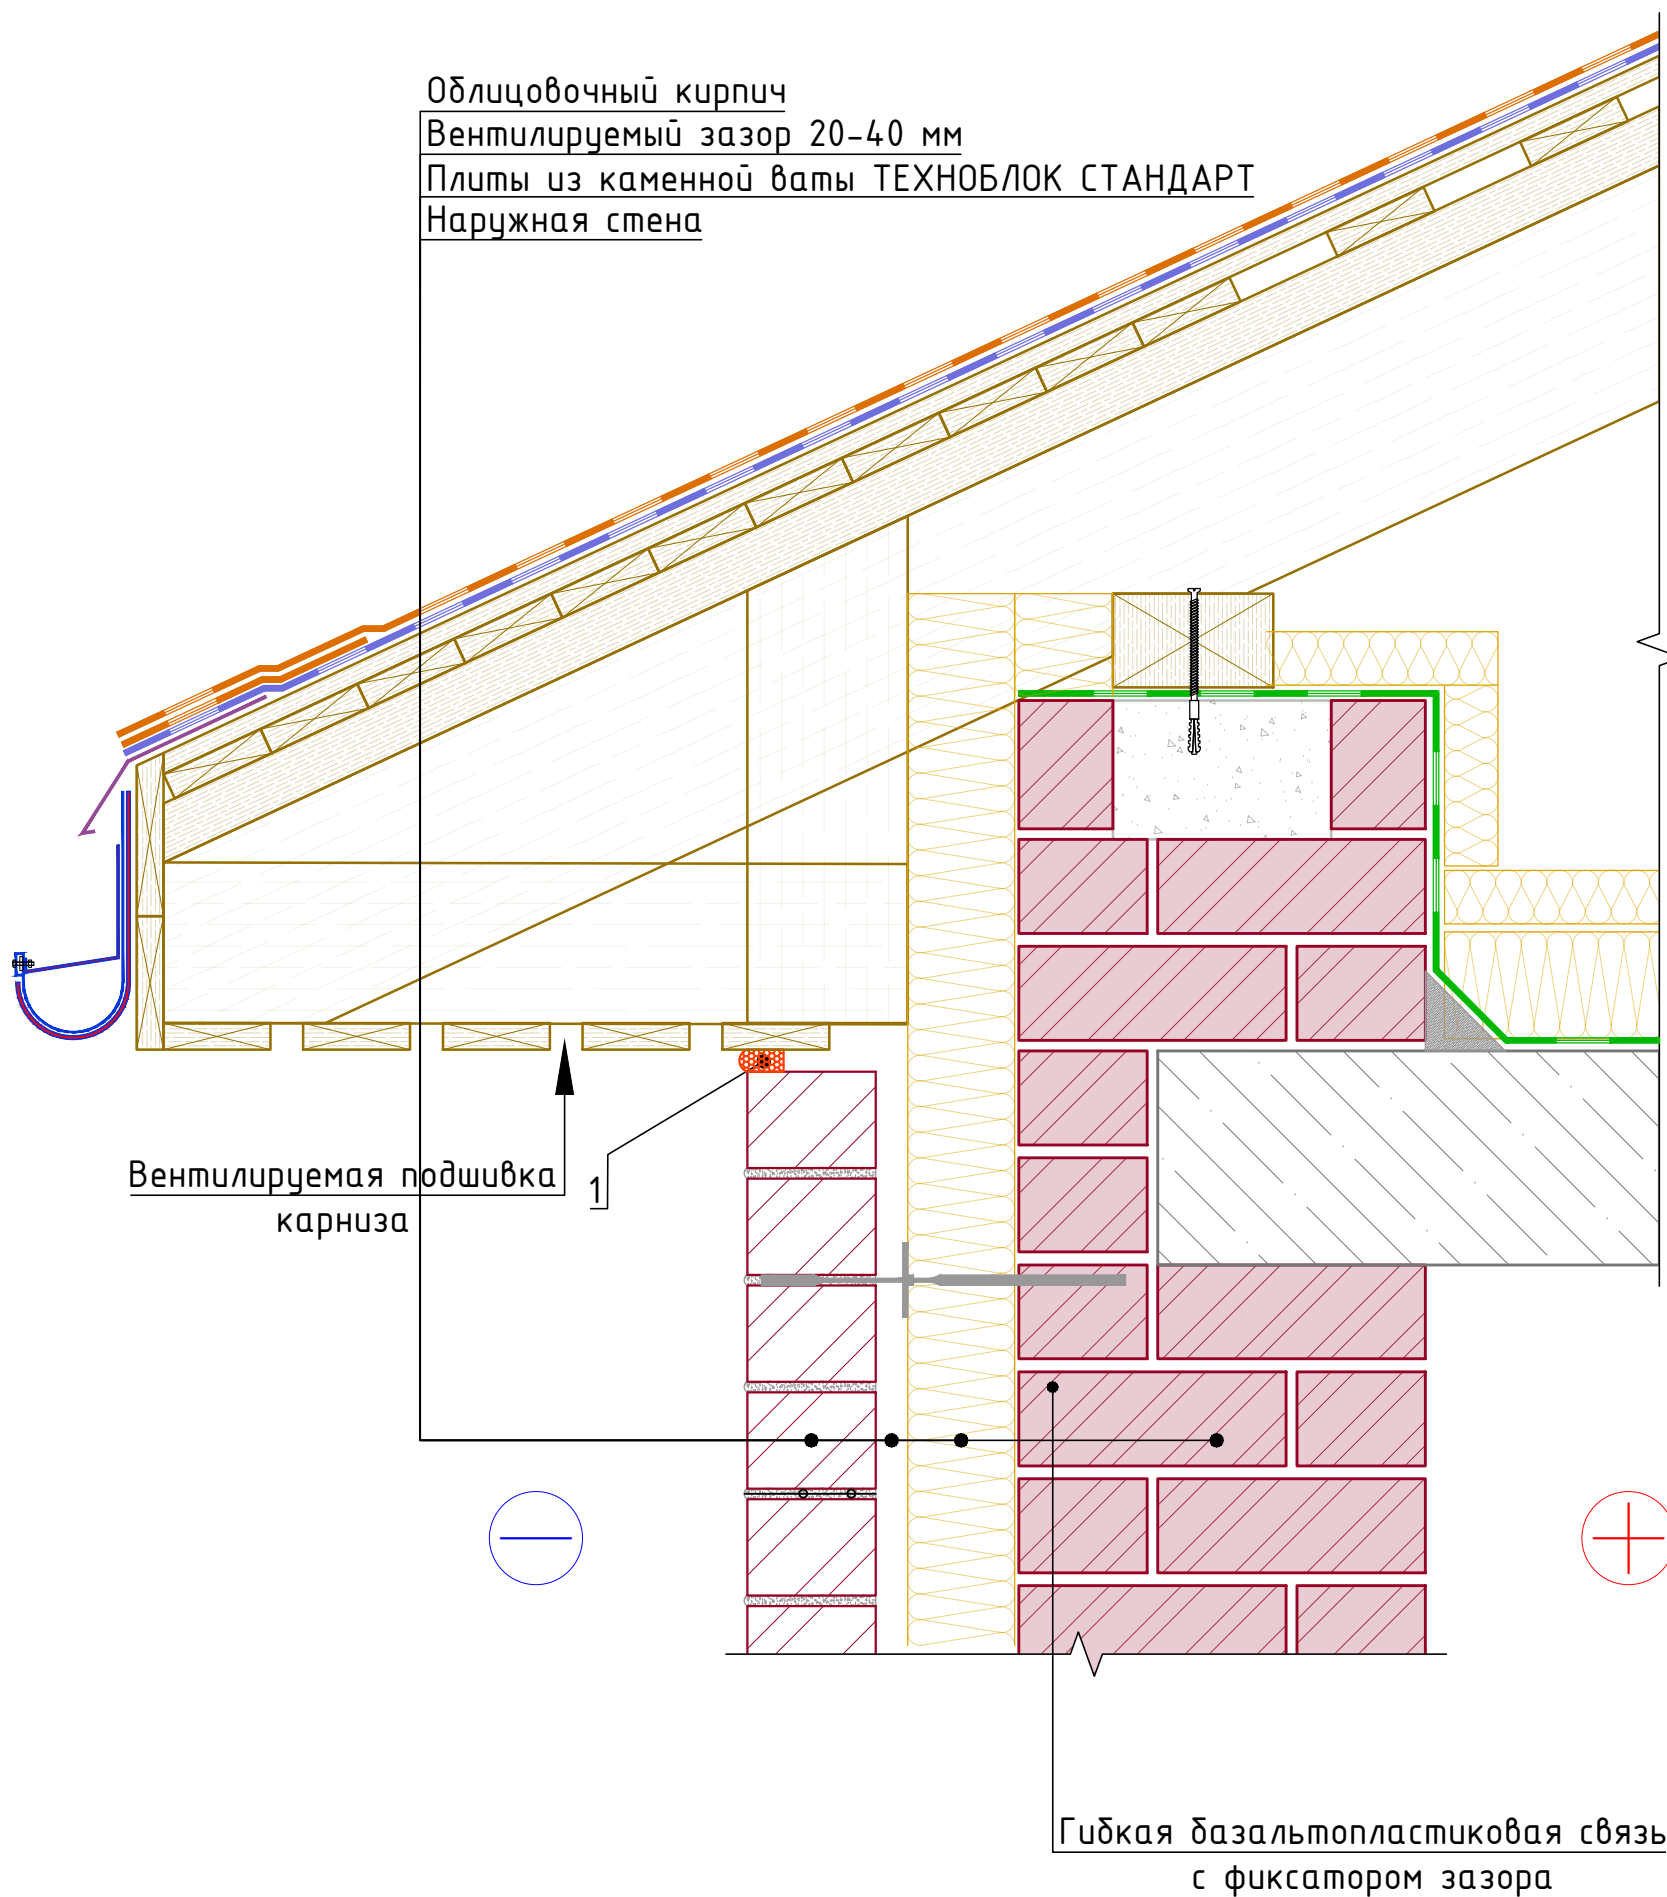 Облицовочный кирпич
Вентилируемый зазор 20-40 мм
Плиты из каменной ваты ТЕХНОБЛОК СТАНДАРТ
Наружная стена
Вентилируемая подшивка
карниза
1
Гибкая базальтопластиковая связь
с фиксатором зазора